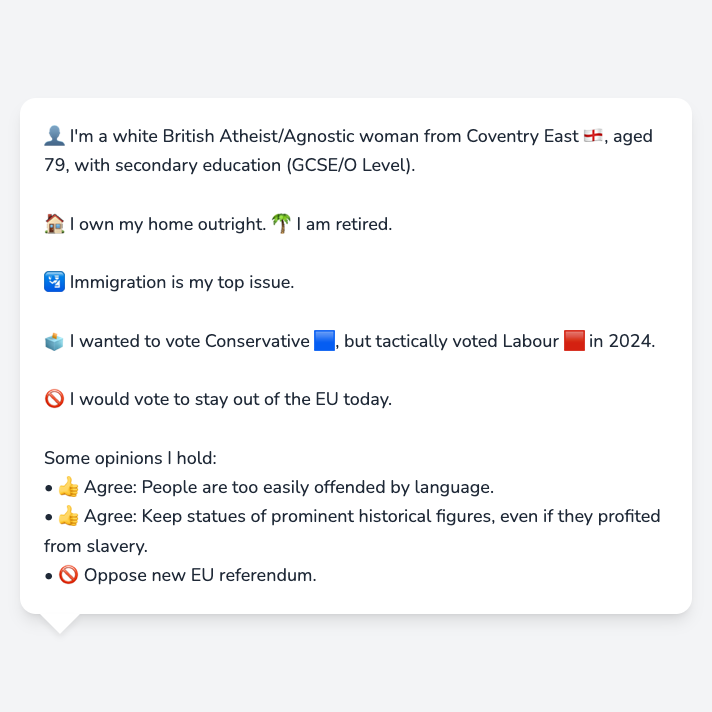 👤 I'm a white British Atheist/Agnostic woman from Coventry East 🏴󠁧󠁢󠁥󠁮󠁧󠁿, aged
79, with secondary education (GCSE/O Level).
🏠 I own my home outright. 🌴 I am retired.
🛂 Immigration is my top issue.
🗳️ I wanted to vote Conservative 🟦, but tactically voted Labour 🟥 in 2024.
🚫 I would vote to stay out of the EU today.
Some opinions I hold:
• 👍 Agree: People are too easily offended by language.
• 👍 Agree: Keep statues of prominent historical figures, even if they profited
from slavery.
• 🚫 Oppose new EU referendum.